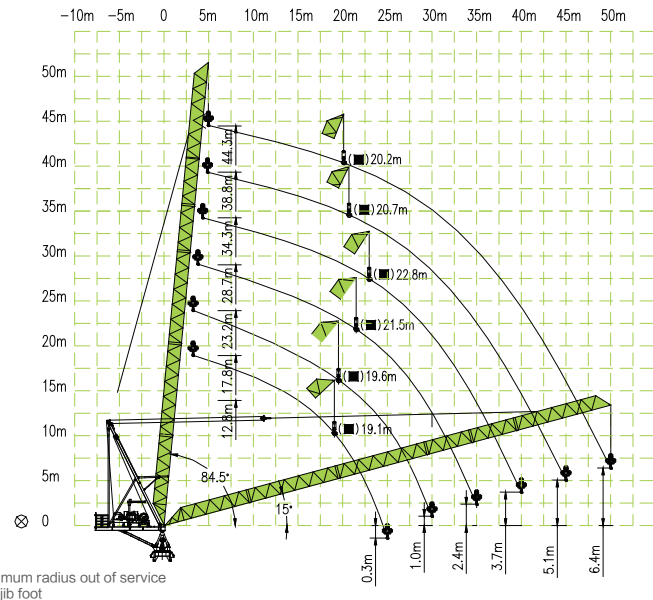 -10m -5m 0 5m 10m 15m 20m 25m 30m 35m 40m 45m 50m
50m
45m
40m
35m
30m
25m
20m
15m
10m
5m
0
44.3m
38.8m
34.3m
28.7m
23.2m
17.8m
12.8m
20.2m
20.7m
22.8m
21.5m
19.6m
19.1m
84.5°
15°
0.3m
1.0m
2.4m
3.7m
5.1m
6.4m
mum radius out of service
jib foot